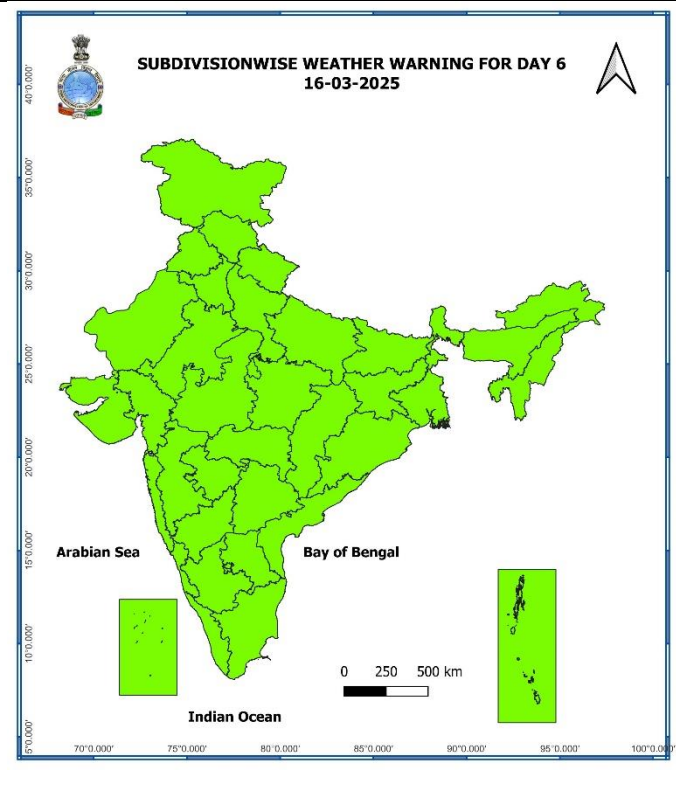 SUBDIVISIONWISE WEATHER WARNING FOR DAY 6
16-03-2025
40°0.000'
35°0.000'
30°0.000'
25°0.000'
20°0.000'
15°0.000'
10°0.000'
5°0.000'
Arabian Sea
Bay of Bengal
0 250 500 km
Indian Ocean
70°0.000' 75°0.000' 80°0.000' 85°0.000' 90°0.000' 95°0.000' 100°0.000'